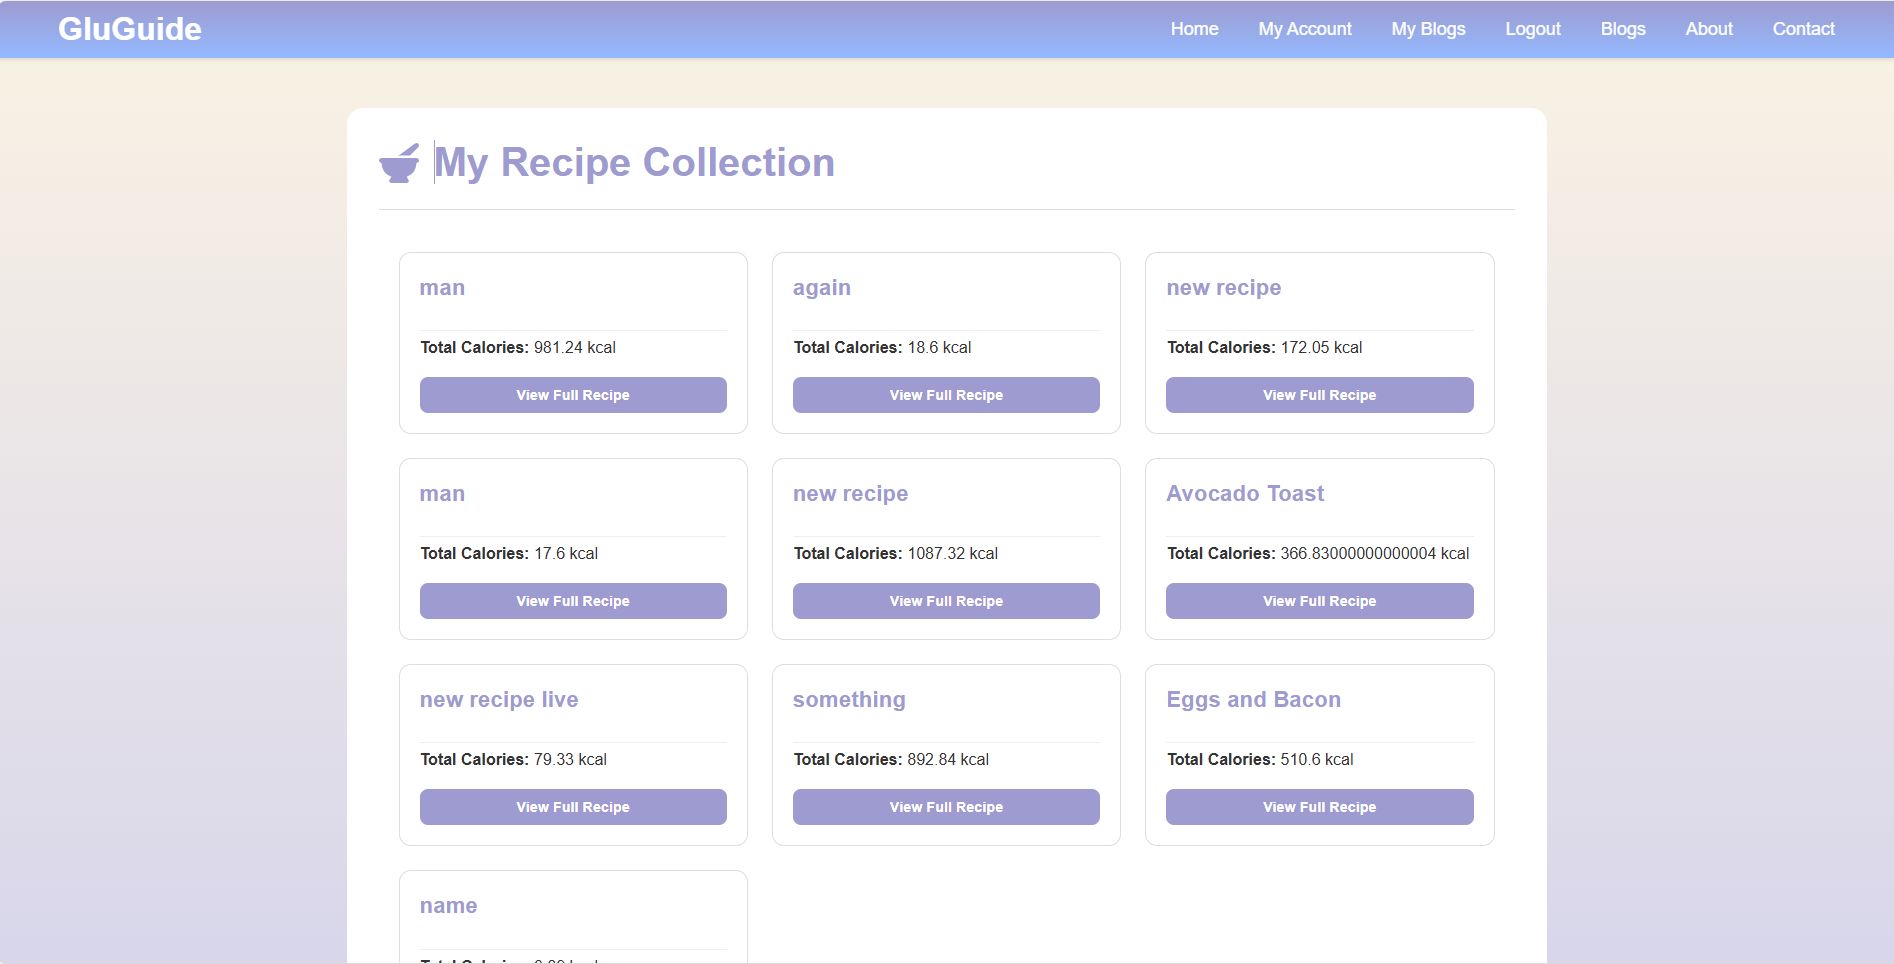 GluGuide
Home My Account My Blogs Logout Blogs About Contact
My Recipe Collection
man
Total Calories: 981.24 kcal
View Full Recipe
again
Total Calories: 18.6 kcal
View Full Recipe
new recipe
Total Calories: 172.05 kcal
View Full Recipe
man
Total Calories: 17.6 kcal
View Full Recipe
new recipe
Total Calories: 1087.32 kcal
View Full Recipe
Avocado Toast
Total Calories: 366.83000000000004 kcal
View Full Recipe
new recipe live
Total Calories: 79.33 kcal
View Full Recipe
something
Total Calories: 892.84 kcal
View Full Recipe
Eggs and Bacon
Total Calories: 510.6 kcal
View Full Recipe
name